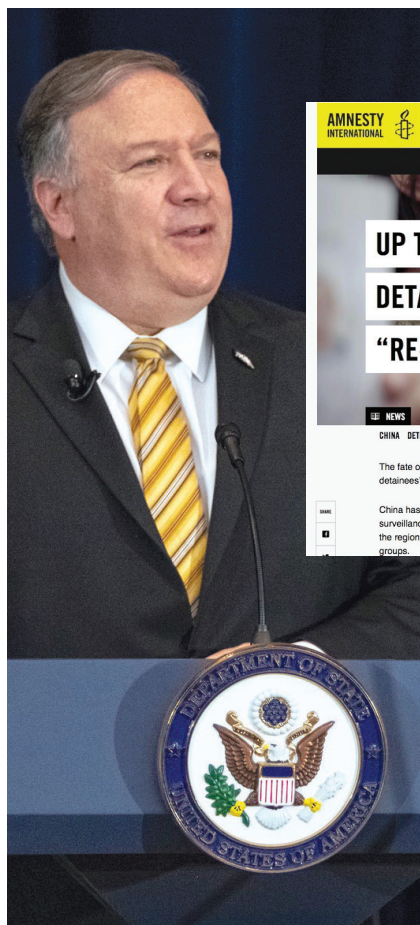 AMNESTY
INTERNATIONAL
UP T
DETA
“RE
NEWS
CHINA DET
The fate o
detainees’
China has
SHARE
surveillanc
the region
groups.
DEPARTMENT OF STATE
UNITED STATES OF AMERICA